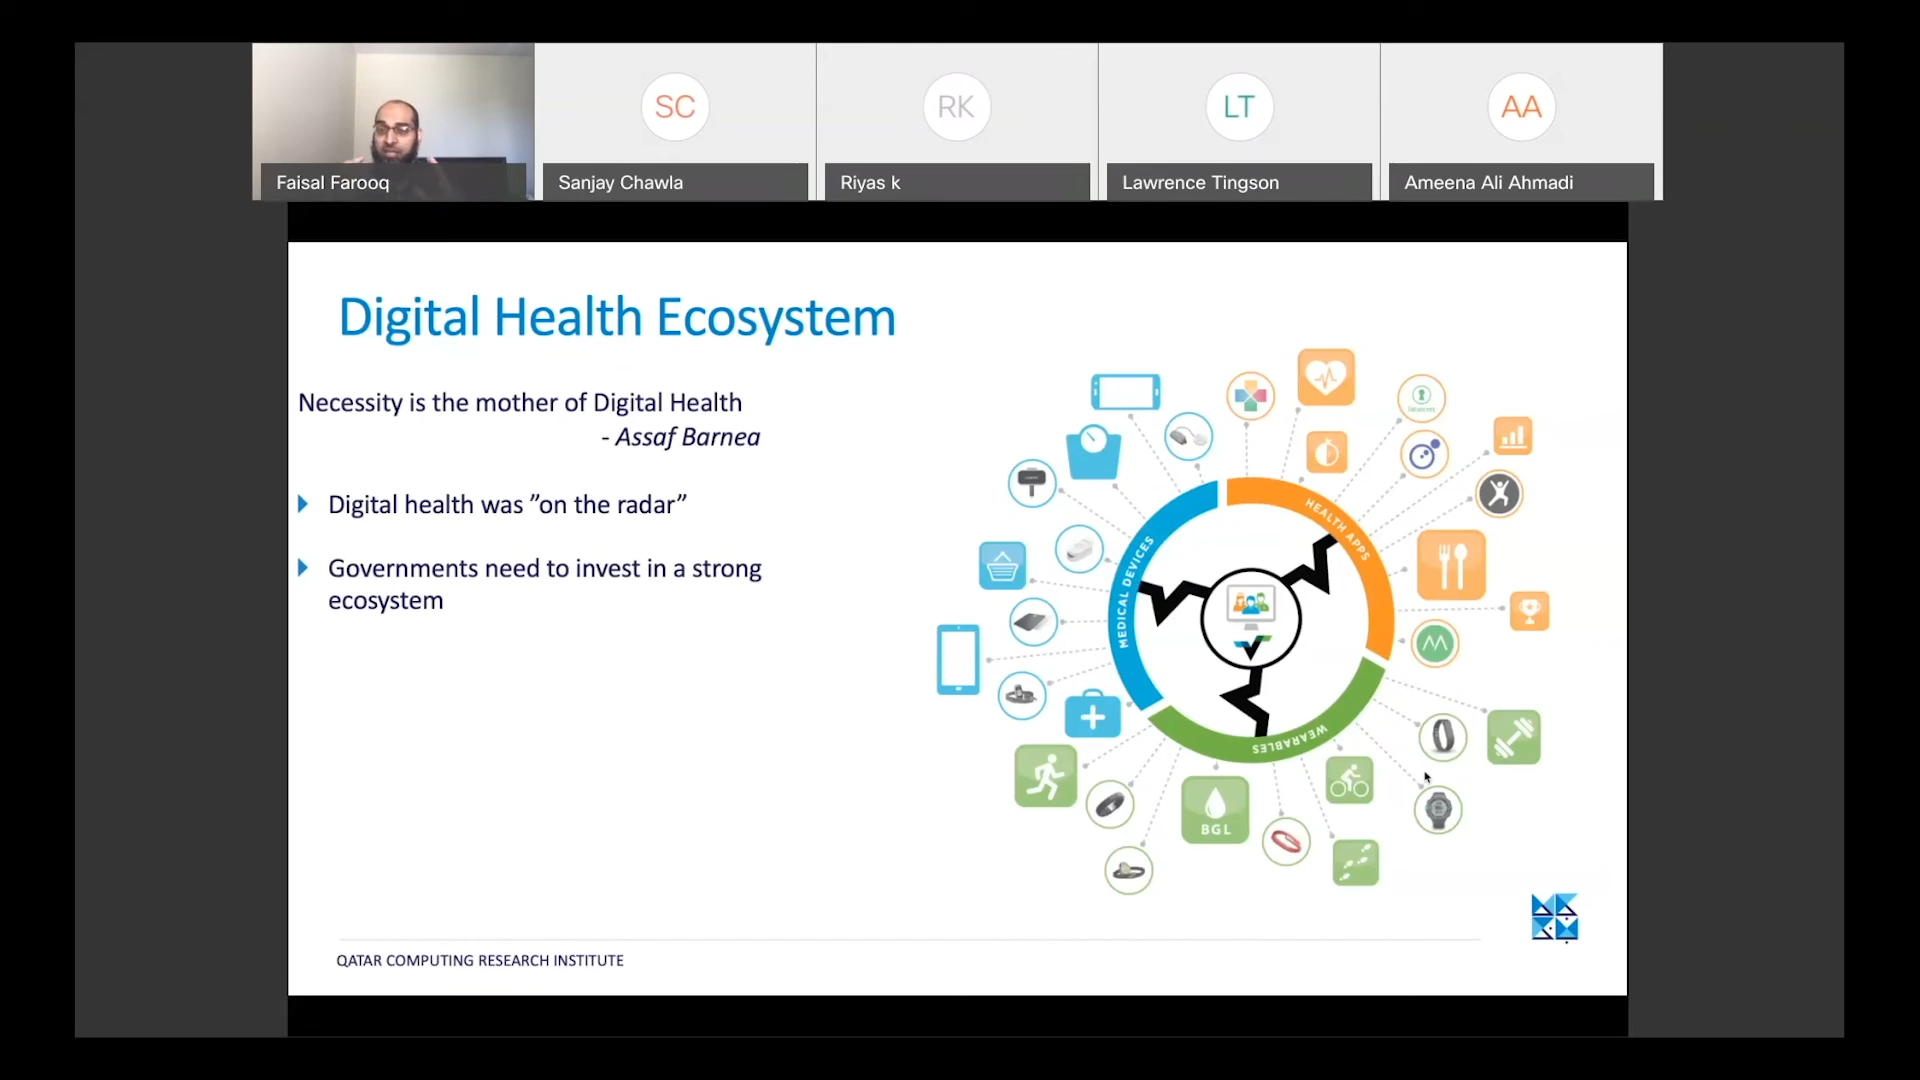 SC
RK
LT
AA
Faisal Farooq
Sanjay Chawla
Riyas k
Lawrence Tingson
Ameena Ali Ahmadi
Digital Health Ecosystem
Necessity is the mother of Digital Health
- Assaf Barnea
Digital health was ”on the radar”
Governments need to invest in a strong
ecosystem
MEDICAL DEVICES
HEALTH APPS
WEARABLES
BGL
QATAR COMPUTING RESEARCH INSTITUTE